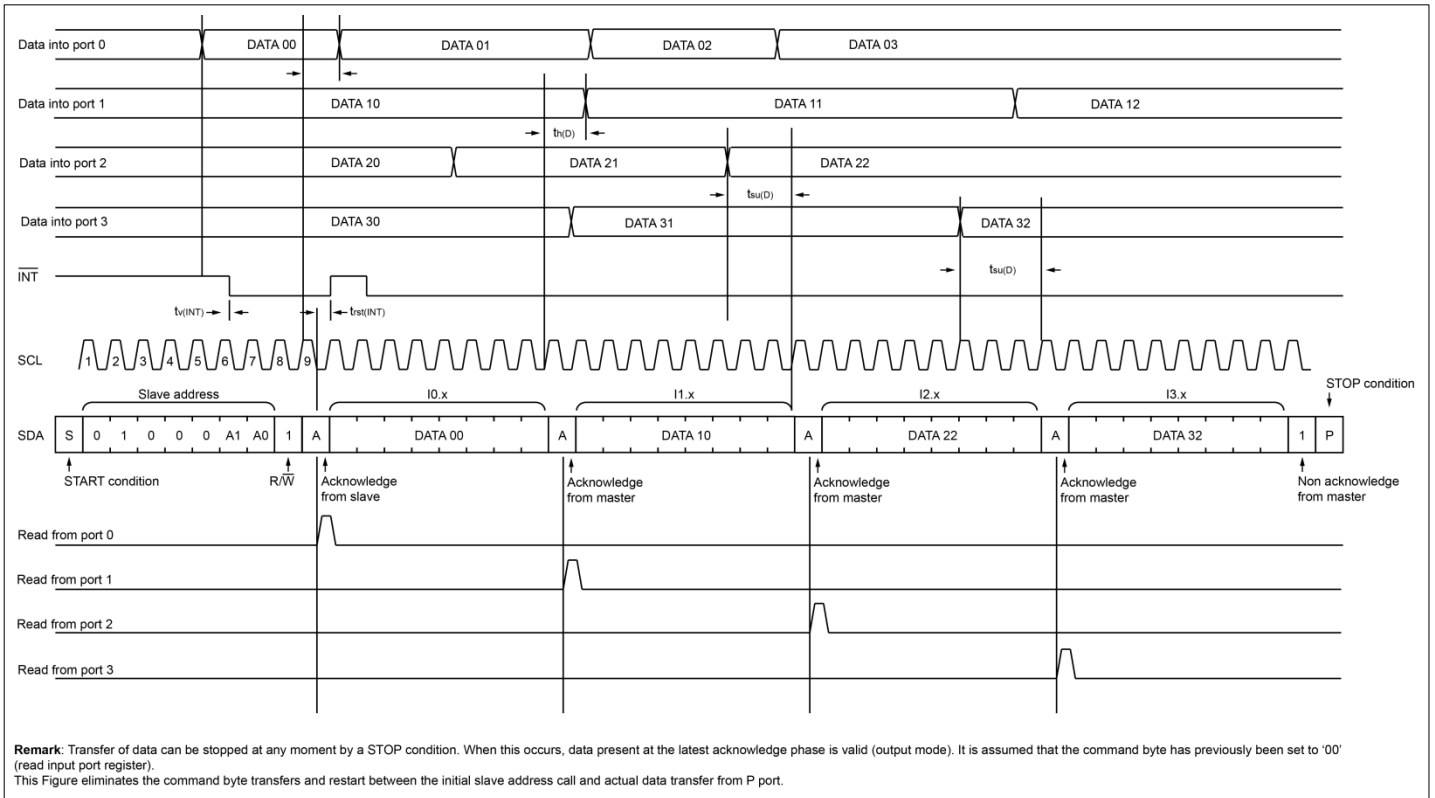 Data into port 0 DATA 00 DATA 01 DATA 02 DATA 03
Data into port 1 DATA 10 DATA 11 DATA 12
th(D)
Data into port 2 DATA 20 DATA 21 DATA 22
tsu(D)
Data into port 3 DATA 30 DATA 31 DATA 32
INT tsu(D)
tv(INT) trst(INT)
SCL 1 2 3 4 5 6 7 8 9
STOP condition
Slave address I0.x I1.x I2.x I3.x
SDA S 0 1 0 0 0 A1 A0 1 A DATA 00 A DATA 10 A DATA 22 A DATA 32 1 P
START condition R/W Acknowledge from slave Acknowledge from master Acknowledge from master Acknowledge from master Non acknowledge from master
Read from port 0
Read from port 1
Read from port 2
Read from port 3
Remark: Transfer of data can be stopped at any moment by a STOP condition. When this occurs, data present at the latest acknowledge phase is valid (output mode). It is assumed that the command byte has previously been set to ‘00’
(read input port register).
This Figure eliminates the command byte transfers and restart between the initial slave address call and actual data transfer from P port.